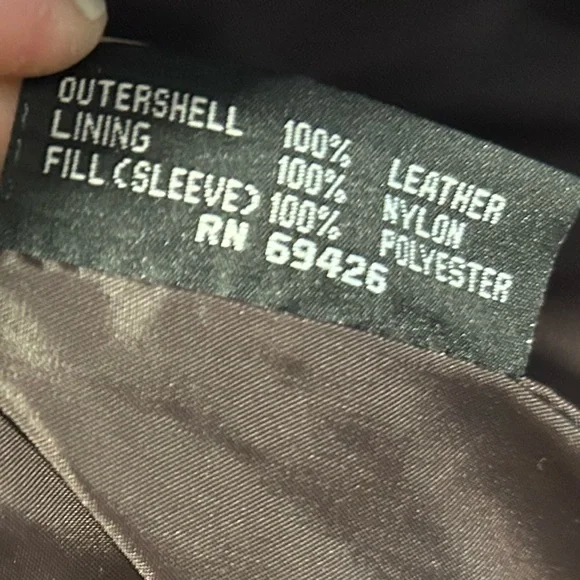 OUTERSHELL 100% LEATHER
LINING 100% NYLON
FILL(SLEEVE) 100% POLYESTER
RN 69426